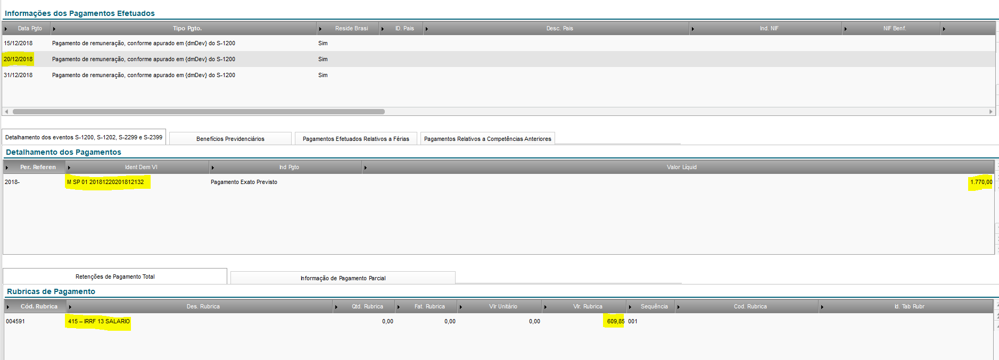 Informações dos Pagamentos Efetuados
Data Pgto Tipo Pgto. Reside Brasi ID. Pais Desc. Pais Ind. NIF NIF Benf.
15/12/2018 Pagamento de remuneração, conforme apurado em {dmDev} do S-1200 Sim
20/12/2018 Pagamento de remuneração, conforme apurado em {dmDev} do S-1200 Sim
31/12/2018 Pagamento de remuneração, conforme apurado em {dmDev} do S-1200 Sim
Detalhamento dos eventos S-1200, S-1202, S-2299 e S-2399 Benefícios Previdenciários Pagamentos Efetuados Relativos a Férias Pagamentos Relativos a Competências Anteriores
Detalhamento dos Pagamentos
Per. Referen Ident Dem VI Ind Pgto Valor Líquid
2018- M SP 01 20181220201812132 Pagamento Exato Previsto 1.770,00
Retenções de Pagamento Total Informação de Pagamento Parcial
Rubricas de Pagamento
Cód. Rubrica Des. Rubrica Qtd. Rubrica Fat. Rubrica Vlr Unitário Vlr. Rubrica Sequência Cod. Rubrica Id. Tab Rubr
004591 415 – IRRF 13 SALARIO 0,00 0,00 0,00 609,85 001